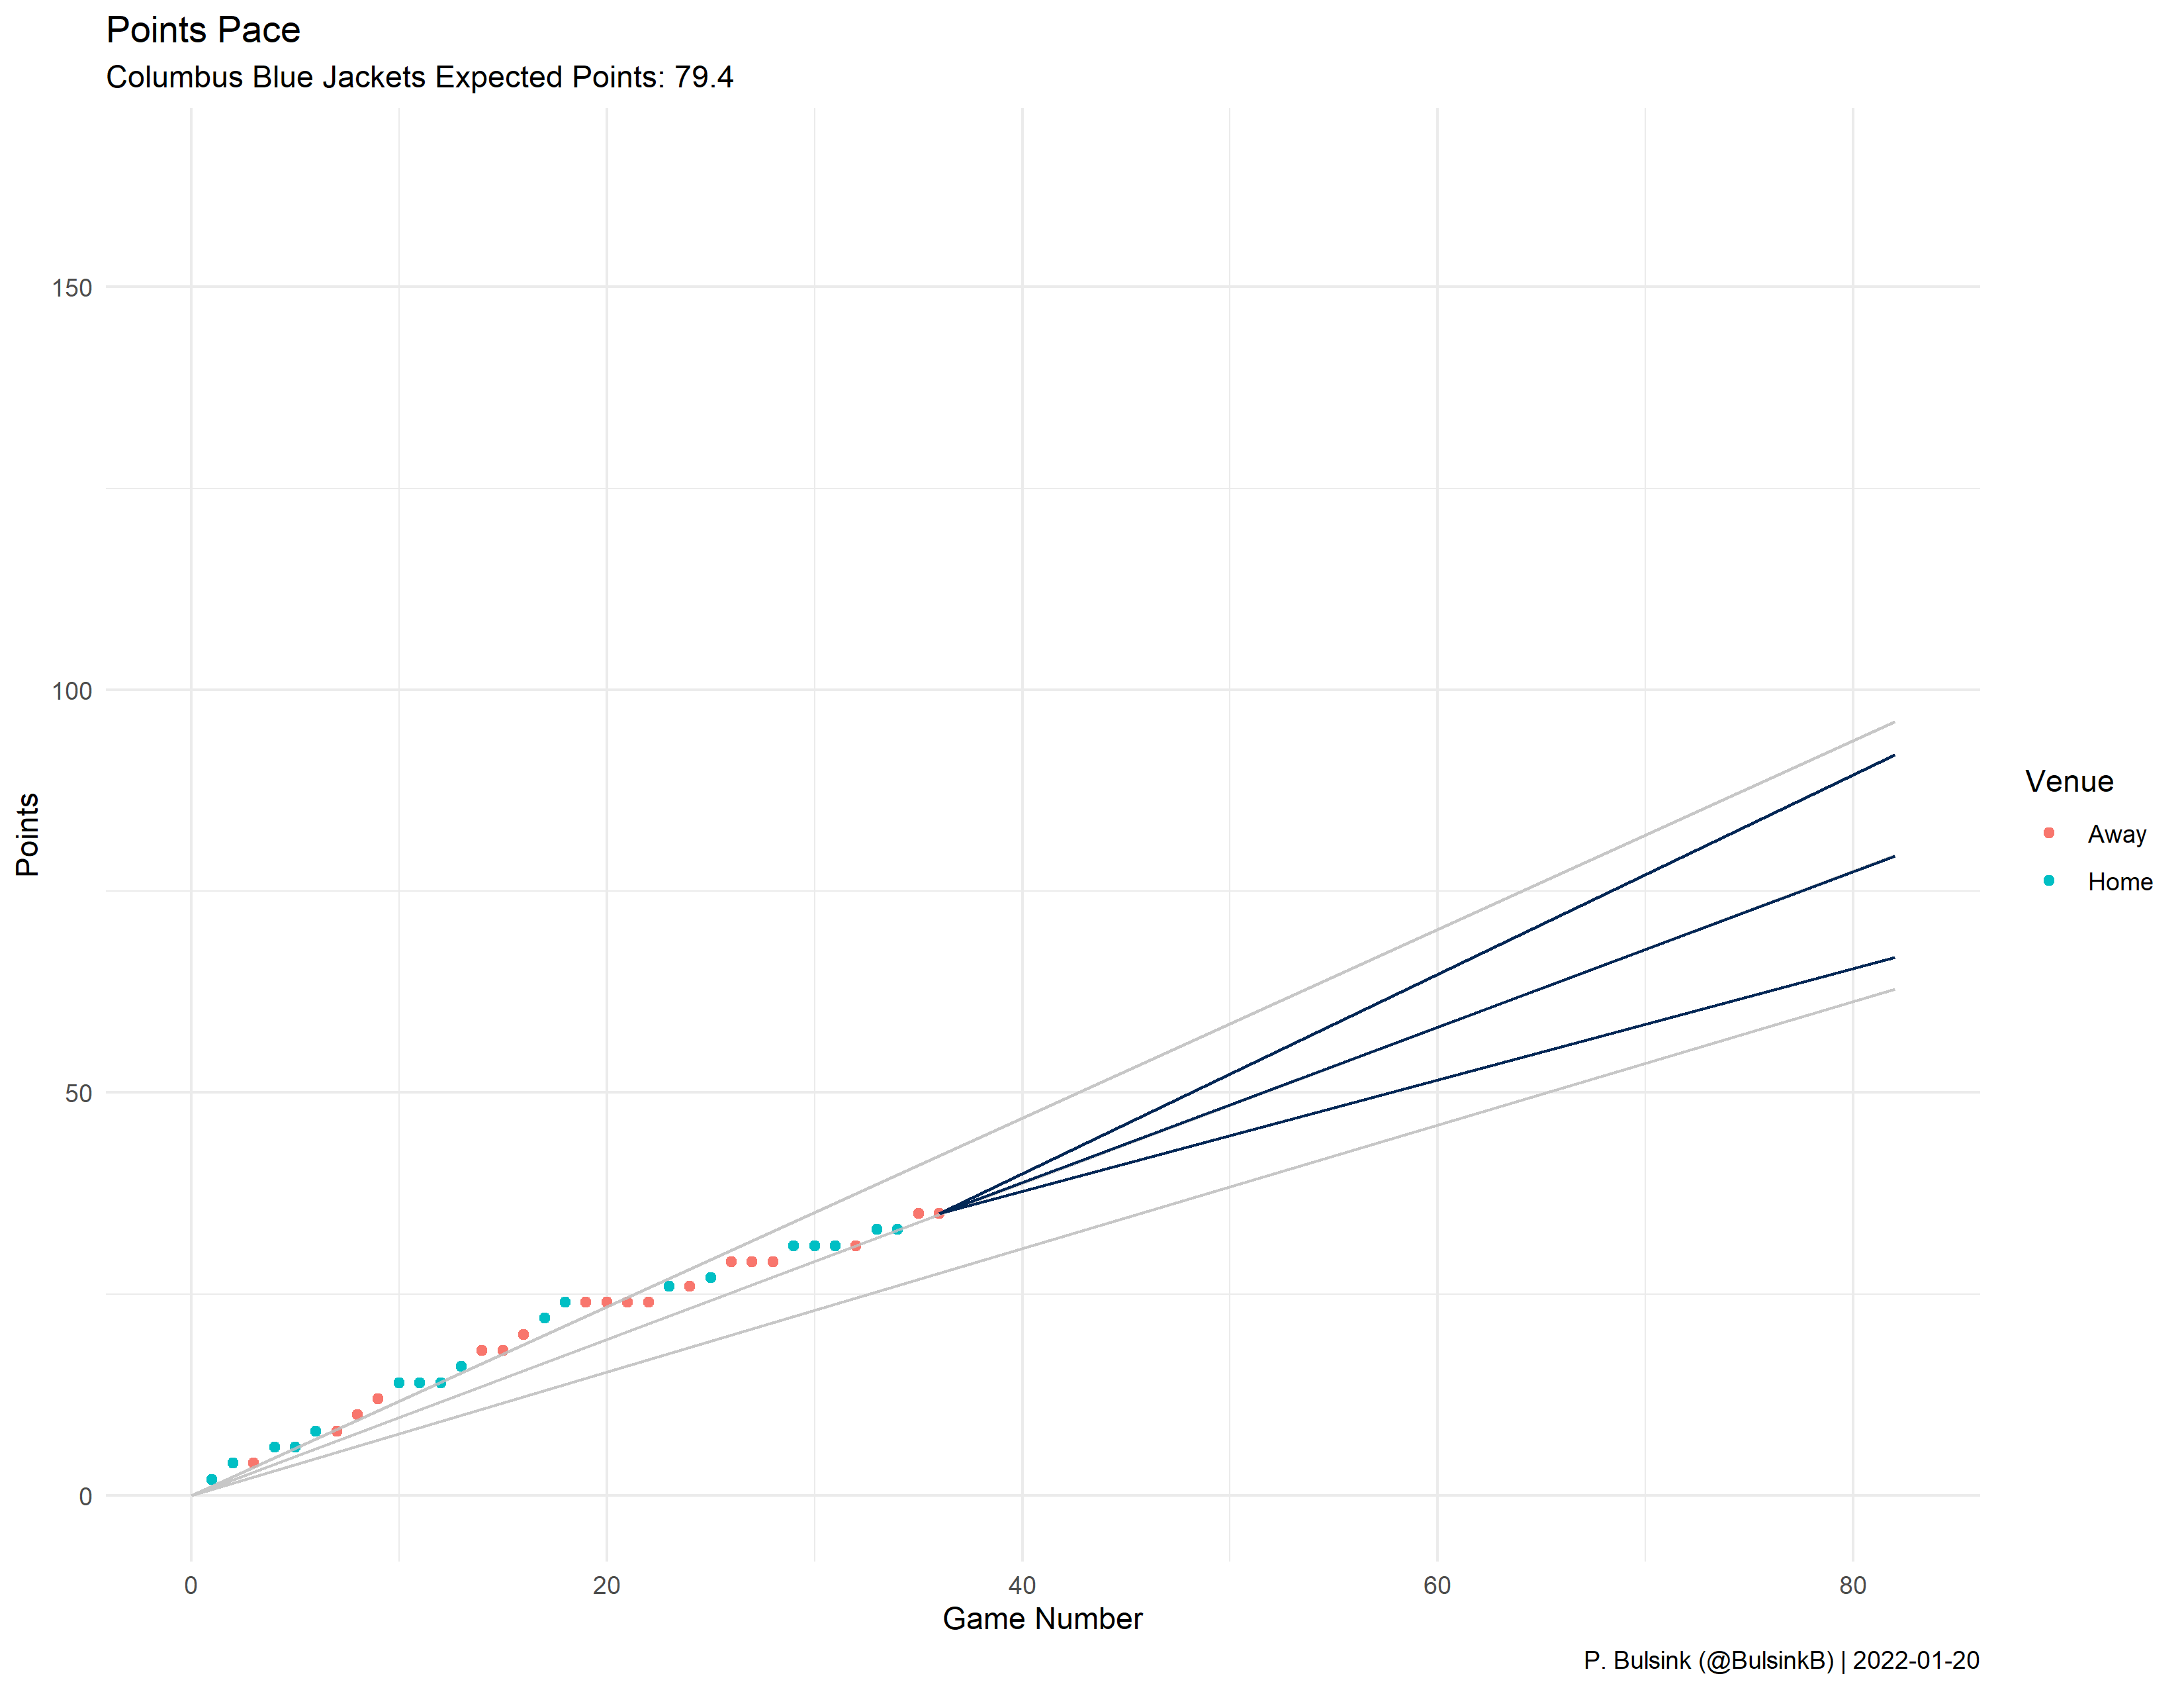 Points Pace
Columbus Blue Jackets Expected Points: 79.4
Points
150
100
50
0
0 20 40 60 80
Game Number
Venue
Away
Home
P. Bulsink (@BulsinkB) | 2022-01-20